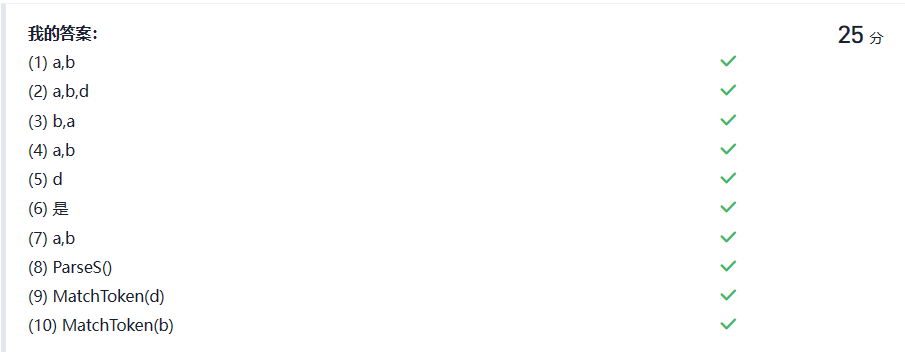 我的答案: 25 分
(1) a,b
(2) a,b,d
(3) b,a
(4) a,b
(5) d
(6) 是
(7) a,b
(8) ParseS()
(9) MatchToken(d)
(10) MatchToken(b)